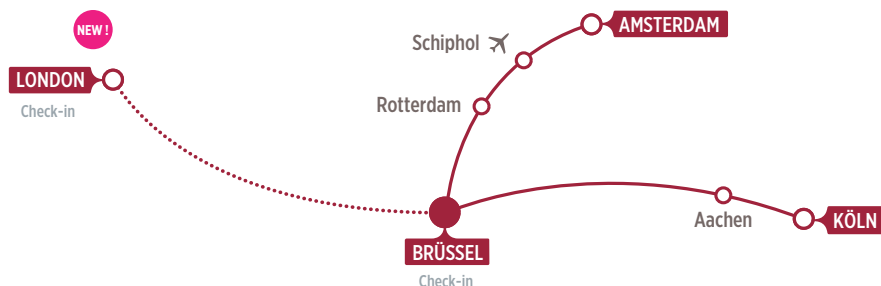 NEW !
AMSTERDAM
Schiphol
LONDON
Check-in
Rotterdam
Aachen
KÖLN
BRÜSSEL
Check-in